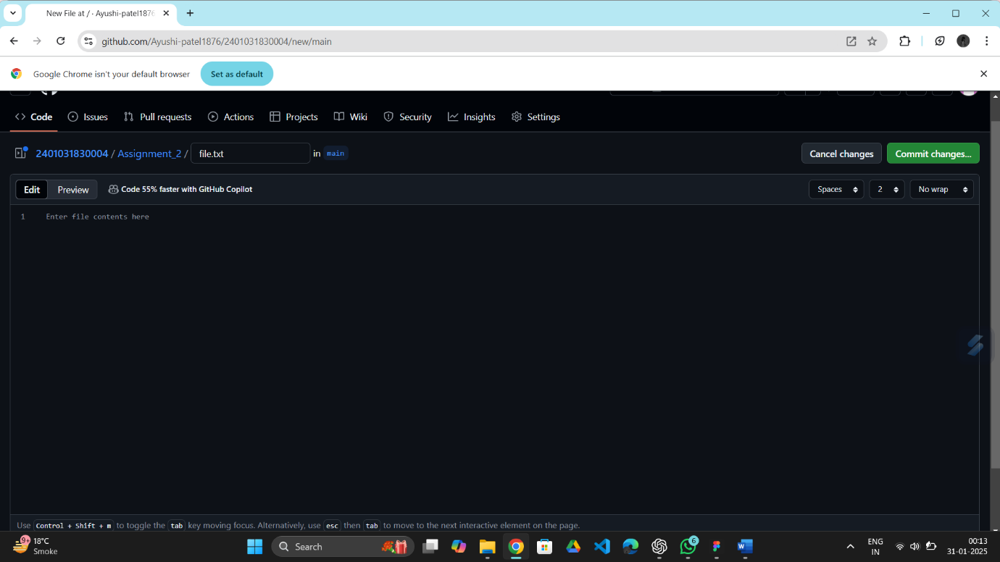 New File at / · Ayushi-patel1876
github.com/Ayushi-patel1876/2401031830004/new/main
Google Chrome isn't your default browser
Set as default
Code
Issues
Pull requests
Actions
Projects
Wiki
Security
Insights
Settings
2401031830004 / Assignment_2 / file.txt in main
Cancel changes
Commit changes...
Edit
Preview
Code 55% faster with GitHub Copilot
Spaces
2
No wrap
1 Enter file contents here
Use Control + Shift + m to toggle the tab key moving focus. Alternatively, use esc then tab to move to the next interactive element on the page.
9+
18°C
Smoke
Search
6
ENG
IN
00:13
31-01-2025